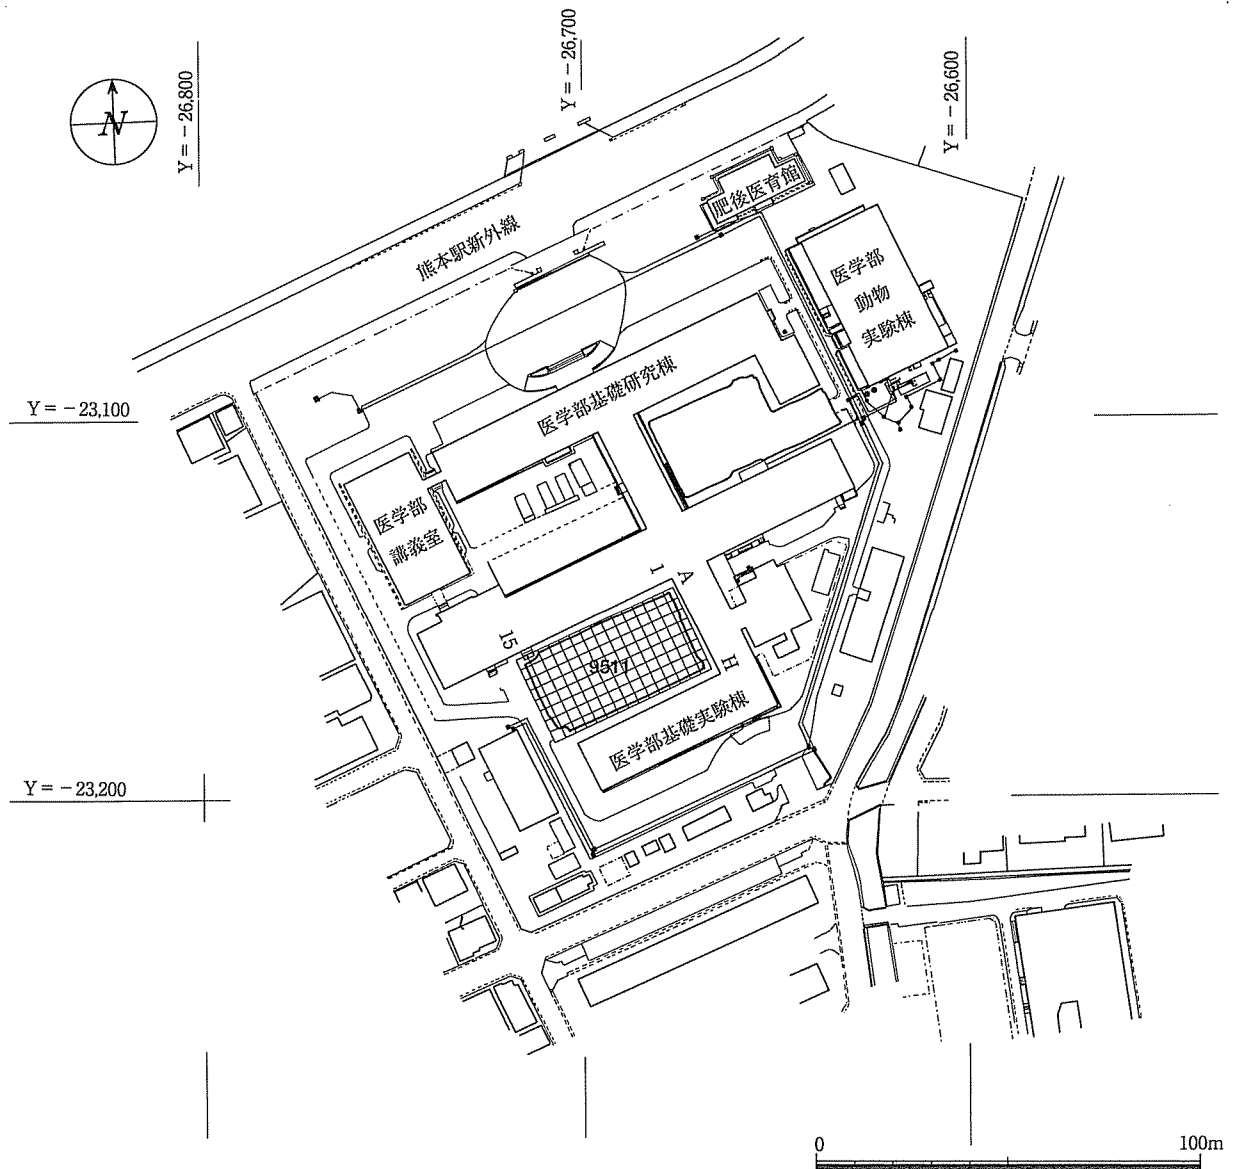 Y = −26,800
Y = −26,700
Y = −26,600
N
肥後医育館
熊本駅新外線
医学部
動物
実験棟
医学部基礎研究棟
Y = −23,100
医学部
講義室
A
1
15
9511
H
医学部基礎実験棟
Y = −23,200
0
100m